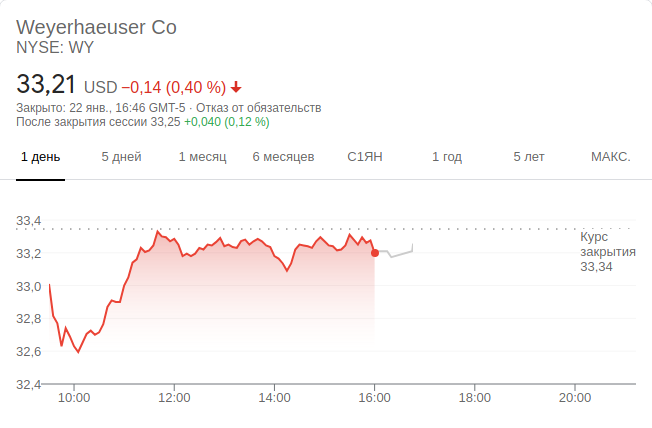 Weyerhaeuser Co
NYSE: WY
33,21 USD −0,14 (0,40 %)
Закрыто: 22 янв., 16:46 GMT-5 · Отказ от обязательств
После закрытия сессии 33,25 +0,040 (0,12 %)
1 день 5 дней 1 месяц 6 месяцев С1ЯН 1 год 5 лет МАКС.
33,4
Курс
закрытия
33,34
33,2
33,0
32,8
32,6
32,4
10:00 12:00 14:00 16:00 18:00 20:00